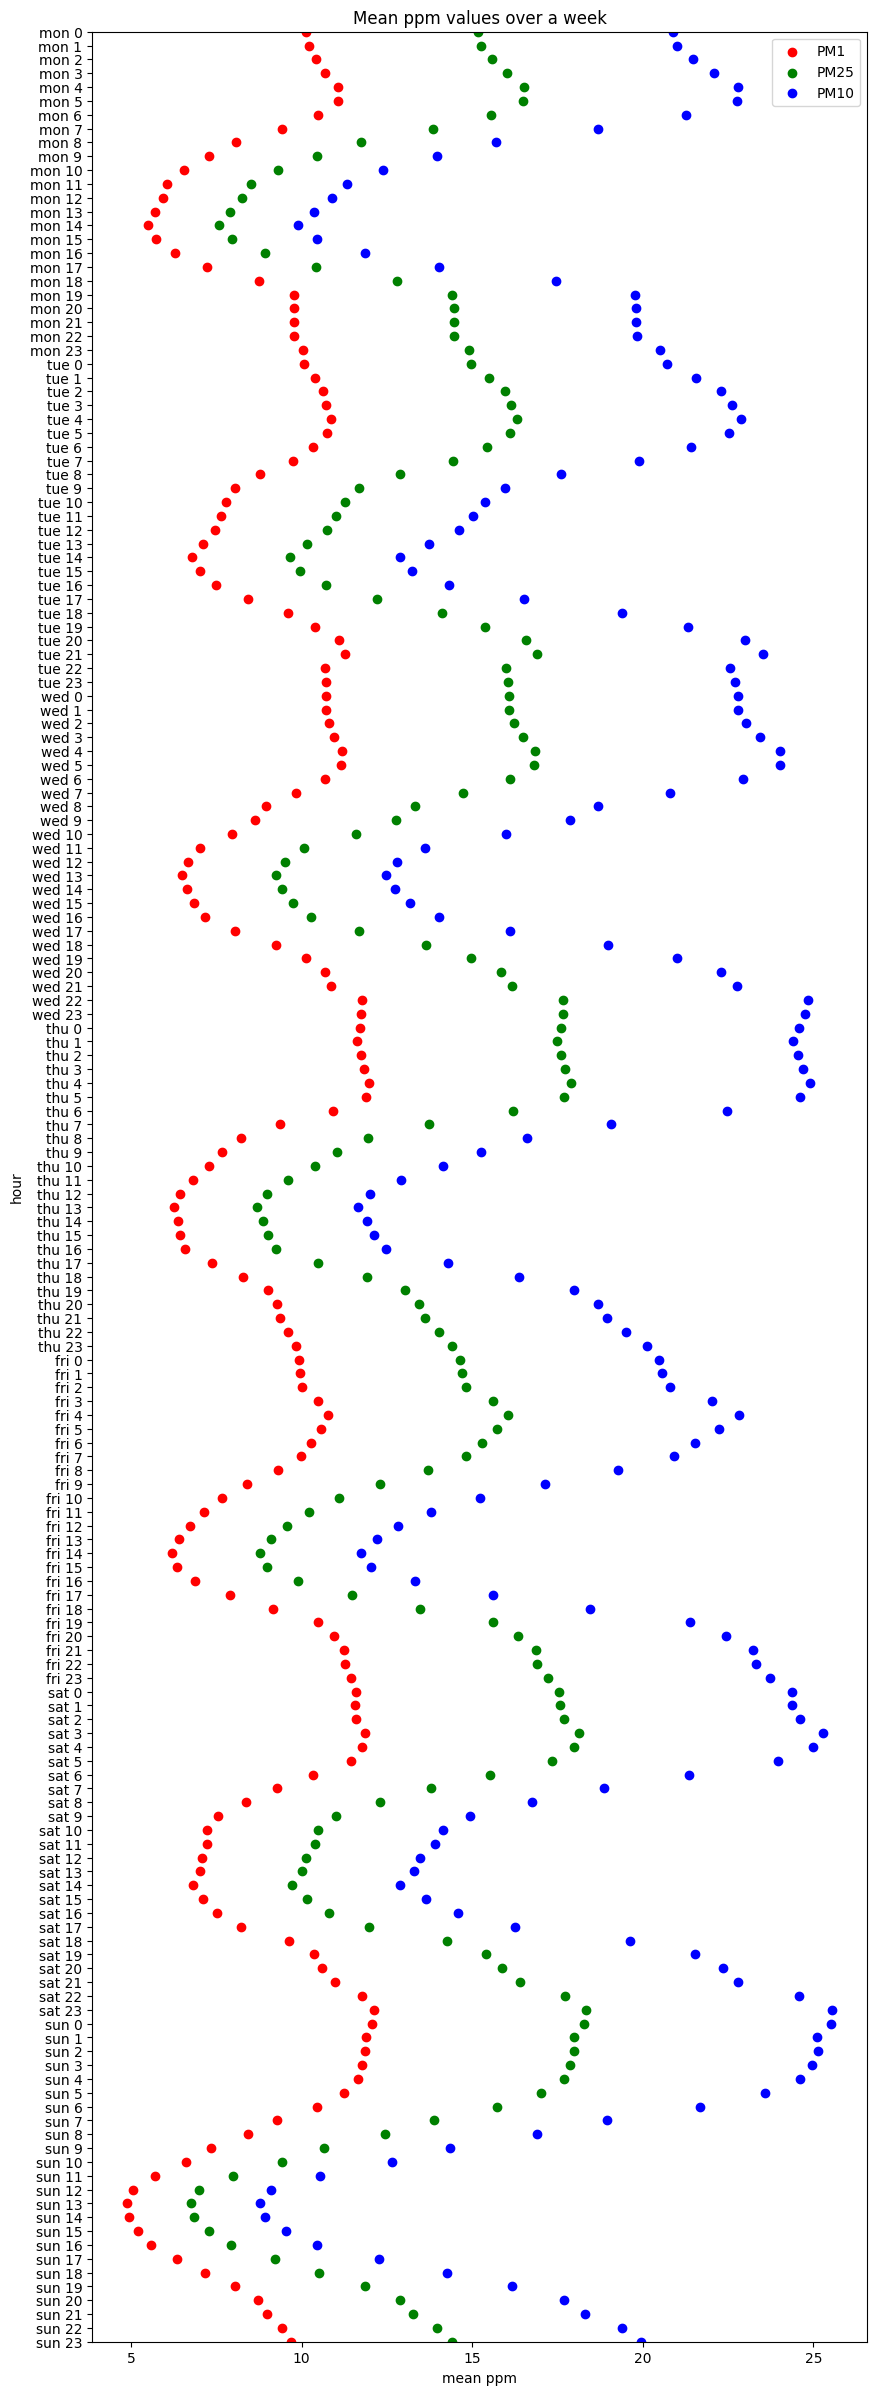 Mean ppm values over a week
PM1
PM25
PM10
mon 0
mon 1
mon 2
mon 3
mon 4
mon 5
mon 6
mon 7
mon 8
mon 9
mon 10
mon 11
mon 12
mon 13
mon 14
mon 15
mon 16
mon 17
mon 18
mon 19
mon 20
mon 21
mon 22
mon 23
tue 0
tue 1
tue 2
tue 3
tue 4
tue 5
tue 6
tue 7
tue 8
tue 9
tue 10
tue 11
tue 12
tue 13
tue 14
tue 15
tue 16
tue 17
tue 18
tue 19
tue 20
tue 21
tue 22
tue 23
wed 0
wed 1
wed 2
wed 3
wed 4
wed 5
wed 6
wed 7
wed 8
wed 9
wed 10
wed 11
wed 12
wed 13
wed 14
wed 15
wed 16
wed 17
wed 18
wed 19
wed 20
wed 21
wed 22
wed 23
thu 0
thu 1
thu 2
thu 3
thu 4
thu 5
thu 6
thu 7
thu 8
thu 9
thu 10
thu 11
thu 12
thu 13
thu 14
thu 15
thu 16
thu 17
thu 18
thu 19
thu 20
thu 21
thu 22
thu 23
fri 0
fri 1
fri 2
fri 3
fri 4
fri 5
fri 6
fri 7
fri 8
fri 9
fri 10
fri 11
fri 12
fri 13
fri 14
fri 15
fri 16
fri 17
fri 18
fri 19
fri 20
fri 21
fri 22
fri 23
sat 0
sat 1
sat 2
sat 3
sat 4
sat 5
sat 6
sat 7
sat 8
sat 9
sat 10
sat 11
sat 12
sat 13
sat 14
sat 15
sat 16
sat 17
sat 18
sat 19
sat 20
sat 21
sat 22
sat 23
sun 0
sun 1
sun 2
sun 3
sun 4
sun 5
sun 6
sun 7
sun 8
sun 9
sun 10
sun 11
sun 12
sun 13
sun 14
sun 15
sun 16
sun 17
sun 18
sun 19
sun 20
sun 21
sun 22
sun 23
hour
5 10 15 20 25
mean ppm